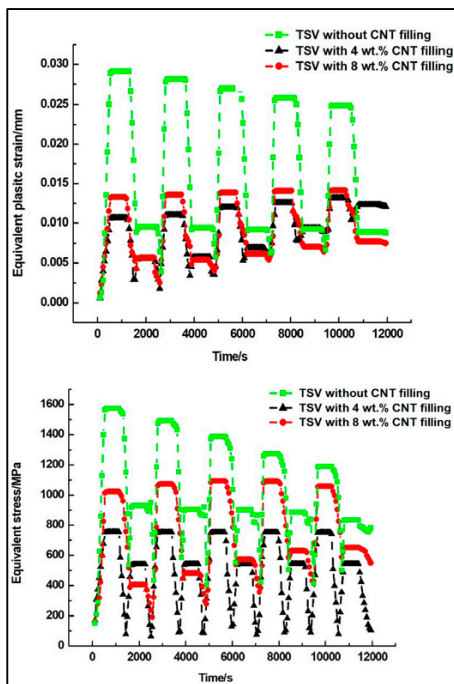 TSV without CNT filling
TSV with 4 wt.% CNT filling
TSV with 8 wt.% CNT filling
Equivalent plastic strain/mm
0.030
0.025
0.020
0.015
0.010
0.005
0.000
0 2000 4000 6000 8000 10000 12000
Time/s
TSV without CNT filling
TSV with 4 wt.% CNT filling
TSV with 8 wt.% CNT filling
Equivalent stress/MPa
1600
1400
1200
1000
800
600
400
200
0
0 2000 4000 6000 8000 10000 12000
Time/s